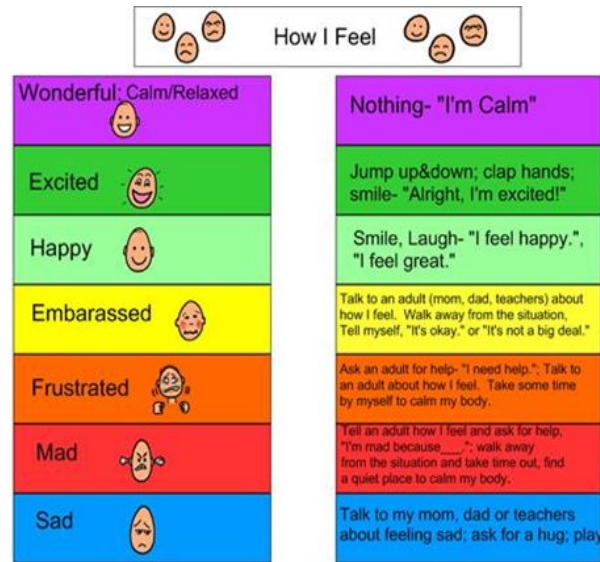 How I Feel
Wonderful: Calm/Relaxed
Nothing- "I'm Calm"
Excited
Jump up&down; clap hands;
smile- "Alright, I'm excited!"
Happy
Smile, Laugh- "I feel happy.",
"I feel great."
Embarassed
Talk to an adult (mom, dad, teachers) about
how I feel. Walk away from the situation,
Tell myself, "It's okay." or "It's not a big deal."
Frustrated
Ask an adult for help- "I need help."; Talk to
an adult about how I feel. Take some time
by myself to calm my body.
Mad
Tell an adult how I feel and ask for help,
"I'm mad because___."; walk away
from the situation and take time out, find
a quiet place to calm my body.
Sad
Talk to my mom, dad or teachers
about feeling sad; ask for a hug; play